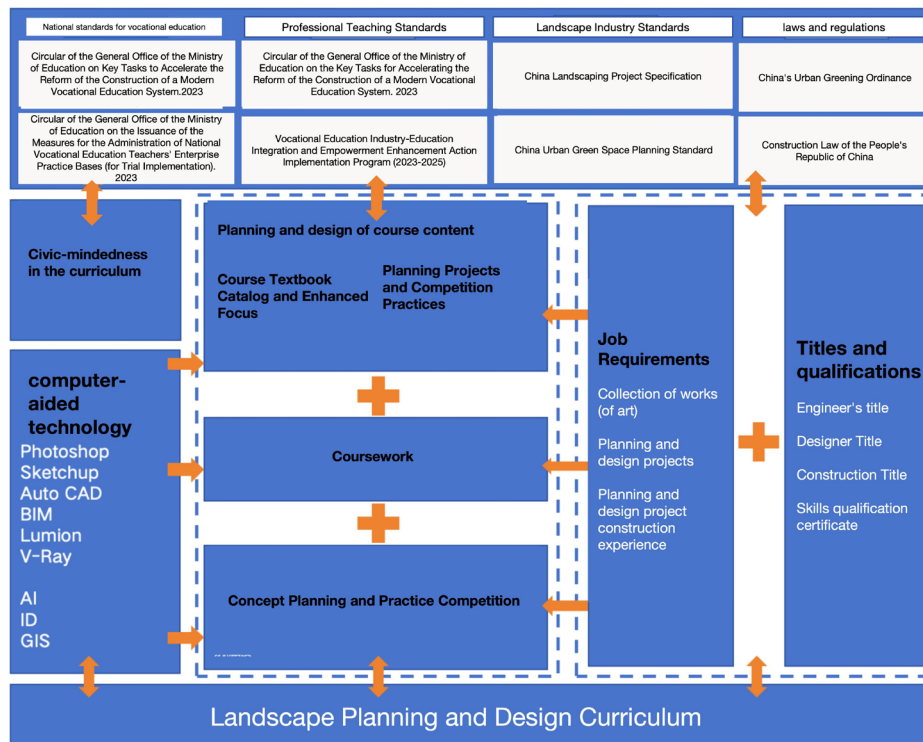 National standards for vocational education
Professional Teaching Standards
Landscape Industry Standards
laws and regulations
Circular of the General Office of the Ministry
of Education on Key Tasks to Accelerate the
Reform of the Construction of a Modern
Vocational Education System.2023
Circular of the General Office of the Ministry of
Education on the Key Tasks for Accelerating the
Reform of the Construction of a Modern Vocational
Education System. 2023
China Landscaping Project Specification
China's Urban Greening Ordinance
Circular of the General Office of the Ministry
of Education on the Issuance of the
Measures for the Administration of National
Vocational Education Teachers' Enterprise
Practice Bases (for Trial Implementation).
2023
Vocational Education Industry-Education
Integration and Empowerment Enhancement Action
Implementation Program (2023-2025)
China Urban Green Space Planning Standard
Construction Law of the People's
Republic of China
Civic-mindedness
in the curriculum
Planning and design of course content
Course Textbook
Catalog and Enhanced
Focus
Planning Projects
and Competition
Practices
computer-
aided
technology
Photoshop
Sketchup
Auto CAD
BIM
Lumion
V-Ray
AI
ID
GIS
Coursework
Concept Planning and Practice Competition
Job
Requirements
Collection of works
(of art)
Planning and
design projects
Planning and
design project
construction
experience
Titles and
qualifications
Engineer's title
Designer Title
Construction Title
Skills qualification
certificate
Landscape Planning and Design Curriculum